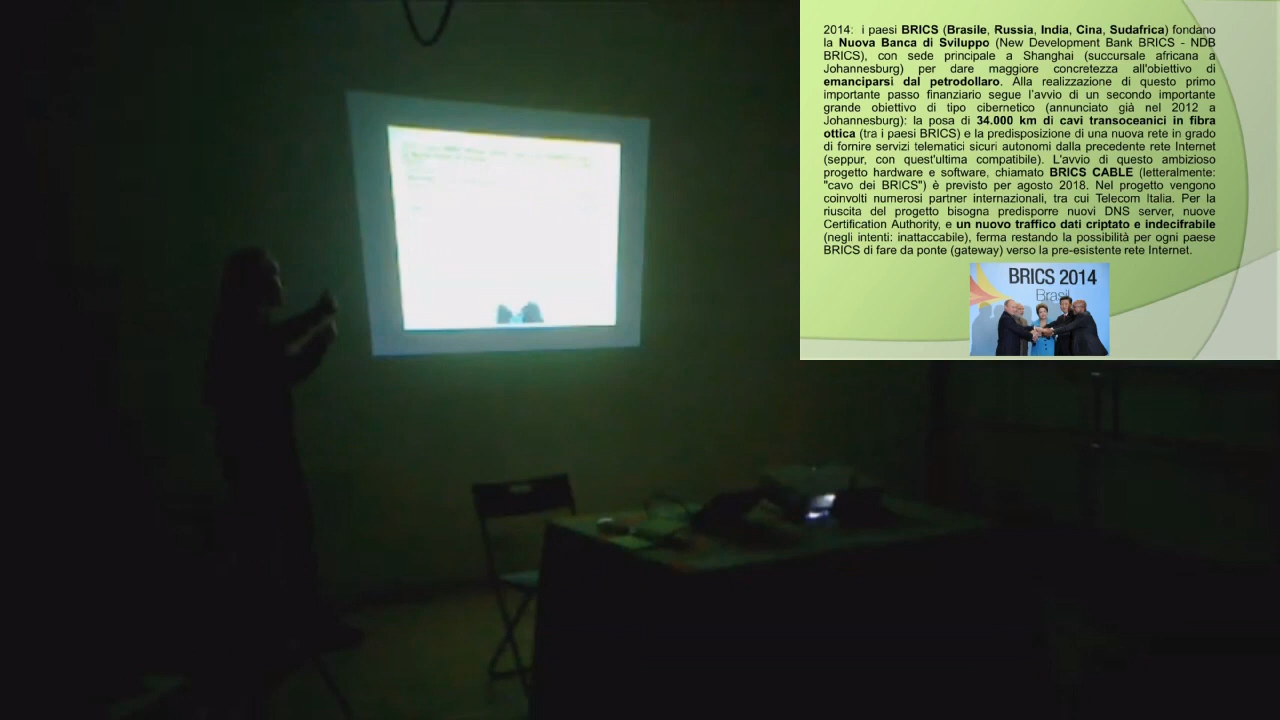 2014: i paesi BRICS (Brasile, Russia, India, Cina, Sudafrica) fondano
la Nuova Banca di Sviluppo (New Development Bank BRICS - NDB
BRICS), con sede principale a Shanghai (succursale africana a
Johannesburg) per dare maggiore concretezza all'obiettivo di
emanciparsi dal petrodollaro. Alla realizzazione di questo primo
importante passo finanziario segue l'avvio di un secondo importante
grande obiettivo di tipo cibernetico (annunciato già nel 2012 a
Johannesburg): la posa di 34.000 km di cavi transoceanici in fibra
ottica (tra i paesi BRICS) e la predisposizione di una nuova rete in grado
di fornire servizi telematici sicuri autonomi dalla precedente rete Internet
(seppur, con quest'ultima compatibile). L'avvio di questo ambizioso
progetto hardware e software, chiamato BRICS CABLE (letteralmente:
"cavo dei BRICS") è previsto per agosto 2018. Nel progetto vengono
coinvolti numerosi partner internazionali, tra cui Telecom Italia. Per la
riuscita del progetto bisogna predisporre nuovi DNS server, nuove
Certification Authority, e un nuovo traffico dati criptato e indecifrabile
(negli intenti: inattaccabile), ferma restando la possibilità per ogni paese
BRICS di fare da ponte (gateway) verso la pre-esistente rete Internet.
BRICS 2014
Brasil